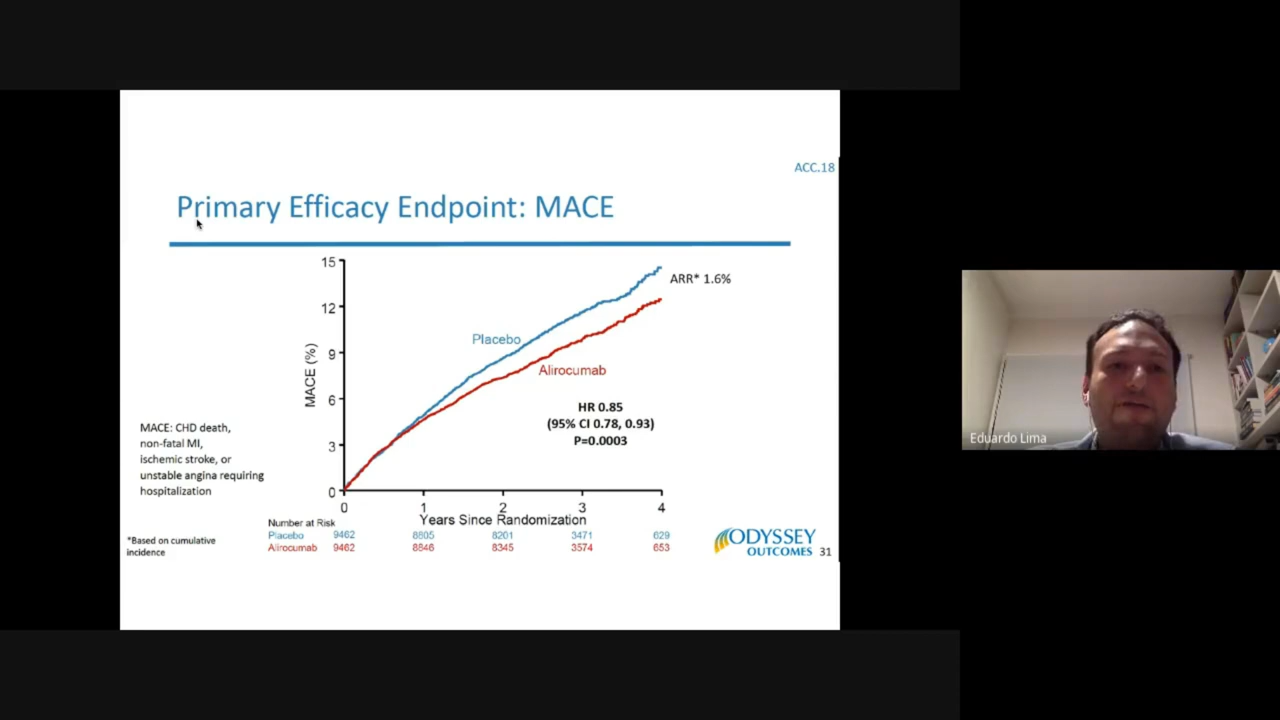 ACC.18
Primary Efficacy Endpoint: MACE
15
12
9
6
3
0
MACE (%)
ARR* 1.6%
Placebo
Alirocumab
HR 0.85
(95% CI 0.78, 0.93)
P=0.0003
MACE: CHD death,
non-fatal MI,
ischemic stroke, or
unstable angina requiring
hospitalization
0 1 2 3 4
Years Since Randomization
Number at Risk
Placebo 9462 8805 8201 3471 629
Alirocumab 9462 8846 8345 3574 653
*Based on cumulative
incidence
ODYSSEY
OUTCOMES 31
Eduardo Lima